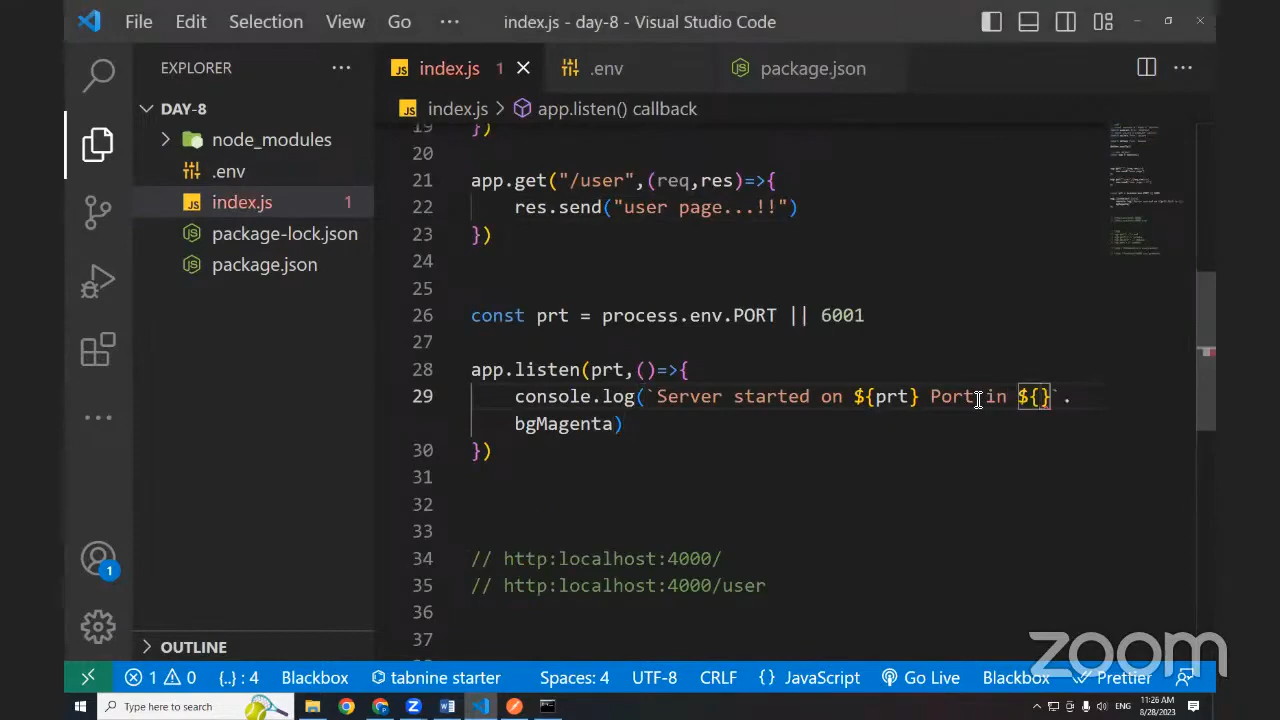 File Edit Selection View Go ··· index.js - day-8 - Visual Studio Code
EXPLORER ···
index.js 1
.env
package.json
DAY-8
node_modules
.env
index.js 1
package-lock.json
package.json
OUTLINE
index.js > app.listen() callback
19 })
20
21 app.get("/user",(req,res)=>{
22 res.send("user page...!!")
23 })
24
25
26 const prt = process.env.PORT || 6001
27
28 app.listen(prt,()=>{
29 console.log(`Server started on ${prt} Port in ${}`.
bgMagenta)
30 })
31
32
33
34 // http:localhost:4000/
35 // http:localhost:4000/user
36
37
1
zoom
1 0 {..} : 4 Blackbox tabnine starter Spaces: 4 UTF-8 CRLF {} JavaScript Go Live Blackbox Prettier
Type here to search
ENG
11:26 AM
8/28/2023